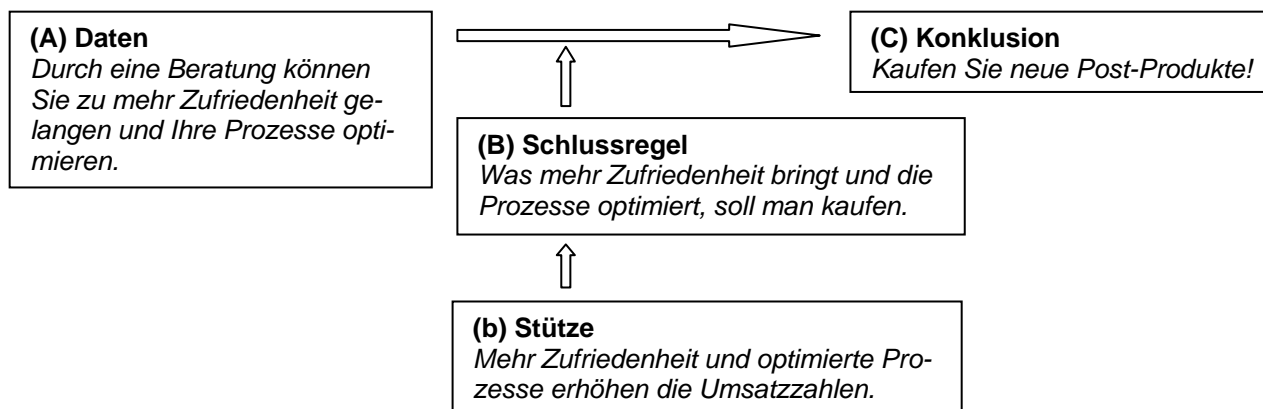 (A) Daten
Durch eine Beratung können
Sie zu mehr Zufriedenheit ge-
langen und Ihre Prozesse opti-
mieren.
(C) Konklusion
Kaufen Sie neue Post-Produkte!
(B) Schlussregel
Was mehr Zufriedenheit bringt und die
Prozesse optimiert, soll man kaufen.
(b) Stütze
Mehr Zufriedenheit und optimierte Pro-
zesse erhöhen die Umsatzzahlen.